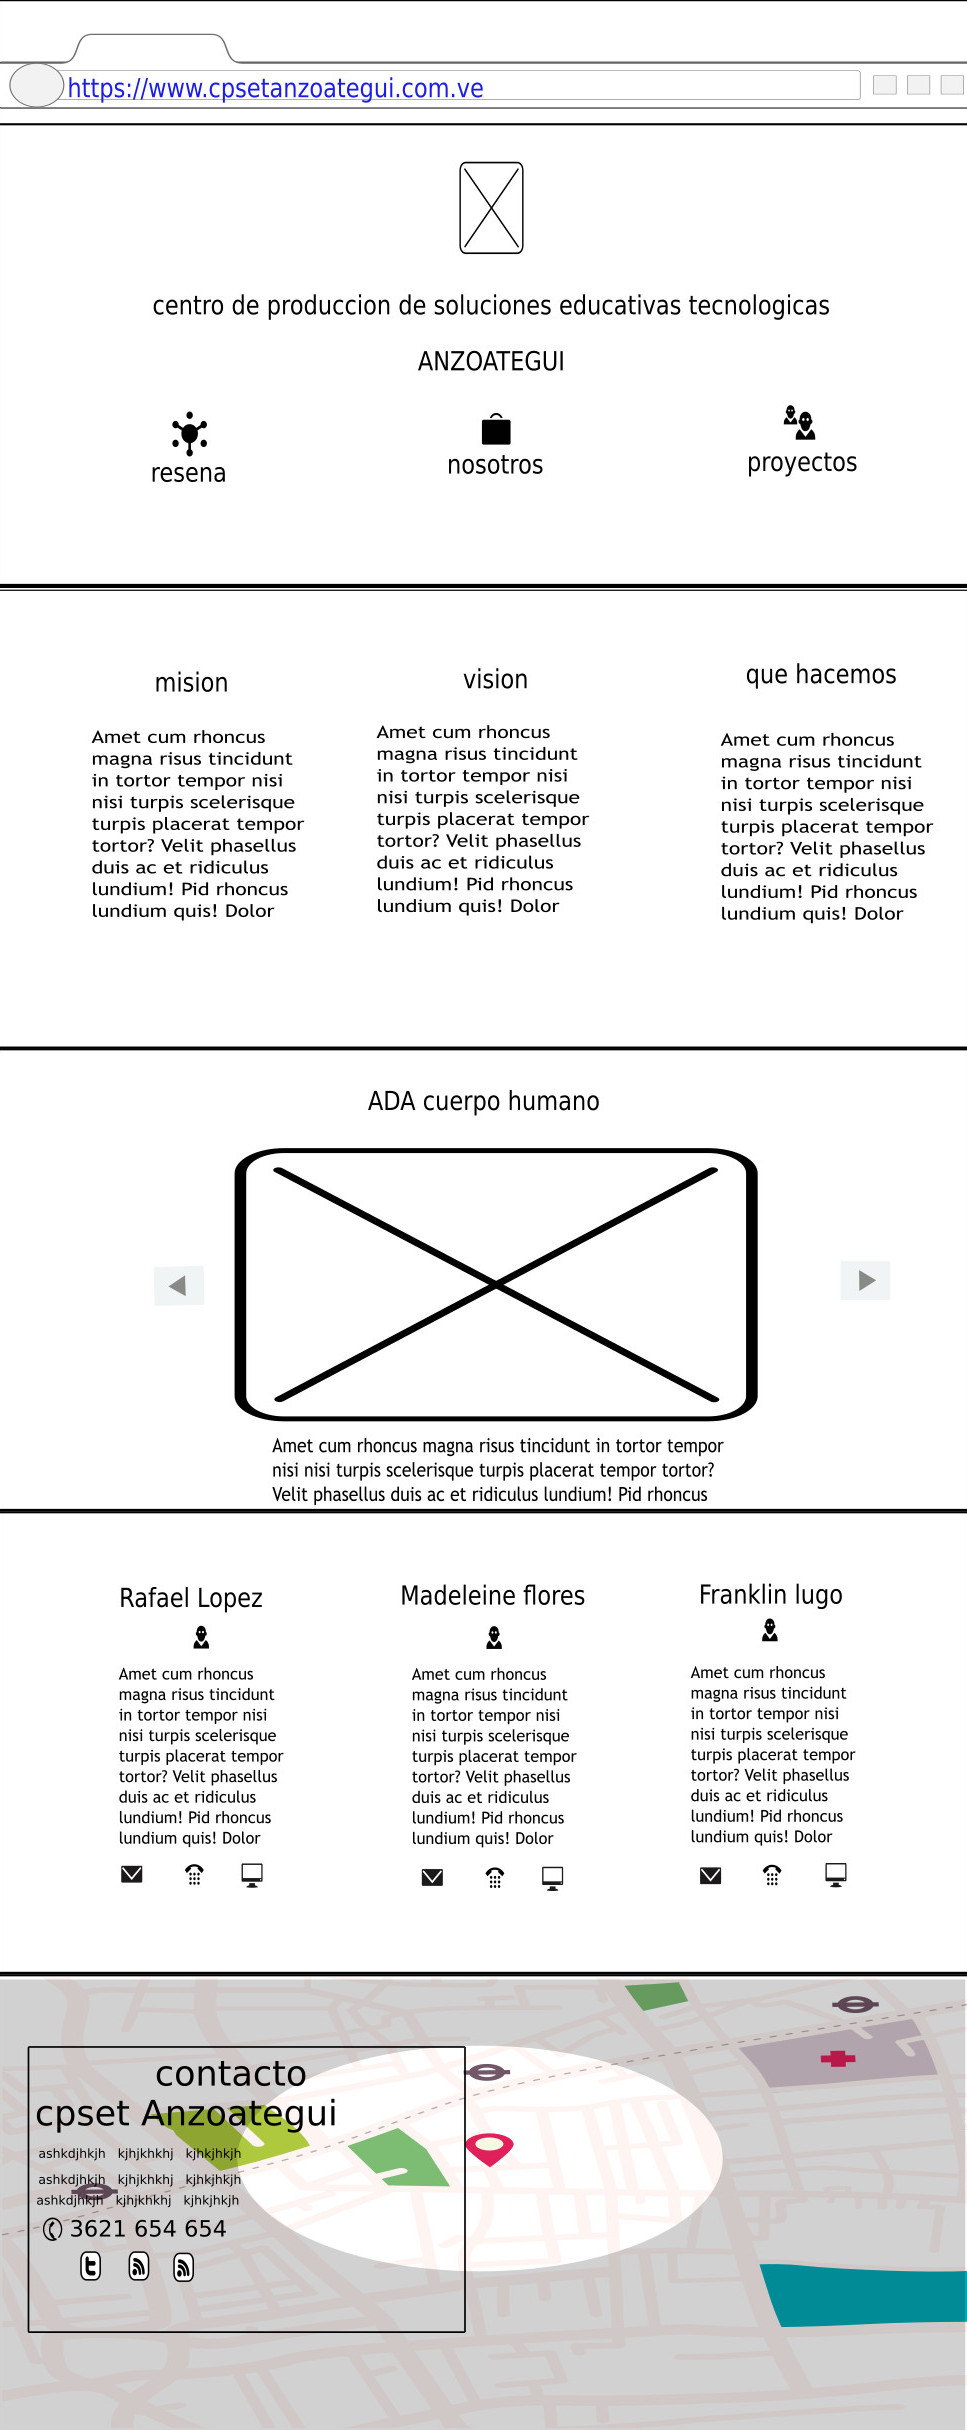 https://www.cpsetanzoategui.com.ve
centro de produccion de soluciones educativas tecnologicas
ANZOATEGUI
resena
nosotros
proyectos
mision
Amet cum rhoncus
magna risus tincidunt
in tortor tempor nisi
nisi turpis scelerisque
turpis placerat tempor
tortor? Velit phasellus
duis ac et ridiculus
lundium! Pid rhoncus
lundium quis! Dolor
vision
Amet cum rhoncus
magna risus tincidunt
in tortor tempor nisi
nisi turpis scelerisque
turpis placerat tempor
tortor? Velit phasellus
duis ac et ridiculus
lundium! Pid rhoncus
lundium quis! Dolor
que hacemos
Amet cum rhoncus
magna risus tincidunt
in tortor tempor nisi
nisi turpis scelerisque
turpis placerat tempor
tortor? Velit phasellus
duis ac et ridiculus
lundium! Pid rhoncus
lundium quis! Dolor
ADA cuerpo humano
Amet cum rhoncus magna risus tincidunt in tortor tempor
nisi nisi turpis scelerisque turpis placerat tempor tortor?
Velit phasellus duis ac et ridiculus lundium! Pid rhoncus
Rafael Lopez
Amet cum rhoncus
magna risus tincidunt
in tortor tempor nisi
nisi turpis scelerisque
turpis placerat tempor
tortor? Velit phasellus
duis ac et ridiculus
lundium! Pid rhoncus
lundium quis! Dolor
Madeleine flores
Amet cum rhoncus
magna risus tincidunt
in tortor tempor nisi
nisi turpis scelerisque
turpis placerat tempor
tortor? Velit phasellus
duis ac et ridiculus
lundium! Pid rhoncus
lundium quis! Dolor
Franklin lugo
Amet cum rhoncus
magna risus tincidunt
in tortor tempor nisi
nisi turpis scelerisque
turpis placerat tempor
tortor? Velit phasellus
duis ac et ridiculus
lundium! Pid rhoncus
lundium quis! Dolor
contacto
cpset Anzoategui
ashkdjhkjh kjhjkhkhj kjhkjhkjh
ashkdjhkjh kjhjkhkhj kjhkjhkjh
ashkdjhkjh kjhjkhkhj kjhkjhkjh
3621 654 654